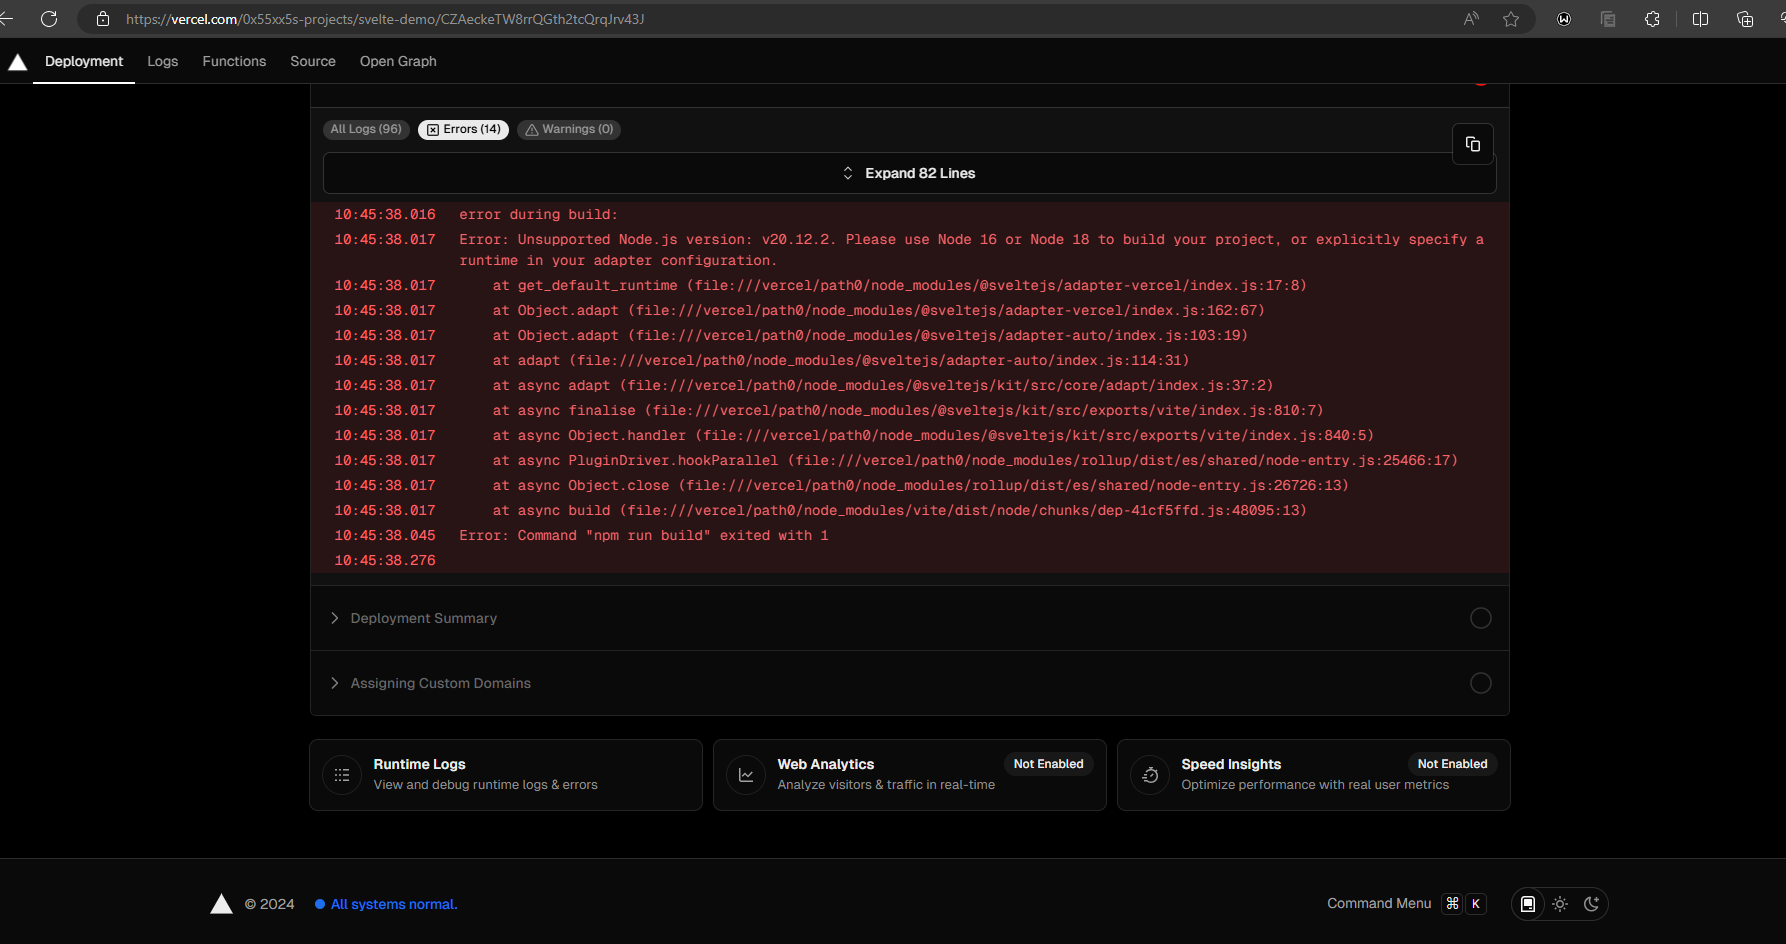 https://vercel.com/0x55xx5s-projects/svelte-demo/CZAeckeTW8rrQGth2tcQrqJrv43J
Deployment Logs Functions Source Open Graph
All Logs (96) Errors (14) Warnings (0)
Expand 82 Lines
10:45:38.016 error during build:
10:45:38.017 Error: Unsupported Node.js version: v20.12.2. Please use Node 16 or Node 18 to build your project, or explicitly specify a
runtime in your adapter configuration.
10:45:38.017 at get_default_runtime (file:///vercel/path0/node_modules/@sveltejs/adapter-vercel/index.js:17:8)
10:45:38.017 at Object.adapt (file:///vercel/path0/node_modules/@sveltejs/adapter-vercel/index.js:162:67)
10:45:38.017 at Object.adapt (file:///vercel/path0/node_modules/@sveltejs/adapter-auto/index.js:103:19)
10:45:38.017 at adapt (file:///vercel/path0/node_modules/@sveltejs/adapter-auto/index.js:114:31)
10:45:38.017 at async adapt (file:///vercel/path0/node_modules/@sveltejs/kit/src/core/adapt/index.js:37:2)
10:45:38.017 at async finalise (file:///vercel/path0/node_modules/@sveltejs/kit/src/exports/vite/index.js:810:7)
10:45:38.017 at async Object.handler (file:///vercel/path0/node_modules/@sveltejs/kit/src/exports/vite/index.js:840:5)
10:45:38.017 at async PluginDriver.hookParallel (file:///vercel/path0/node_modules/rollup/dist/es/shared/node-entry.js:25466:17)
10:45:38.017 at async Object.close (file:///vercel/path0/node_modules/rollup/dist/es/shared/node-entry.js:26726:13)
10:45:38.017 at async build (file:///vercel/path0/node_modules/vite/dist/node/chunks/dep-41cf5ffd.js:48095:13)
10:45:38.045 Error: Command "npm run build" exited with 1
10:45:38.276
Deployment Summary
Assigning Custom Domains
Runtime Logs
View and debug runtime logs & errors
Web Analytics Not Enabled
Analyze visitors & traffic in real-time
Speed Insights Not Enabled
Optimize performance with real user metrics
© 2024 All systems normal.
Command Menu ⌘ K